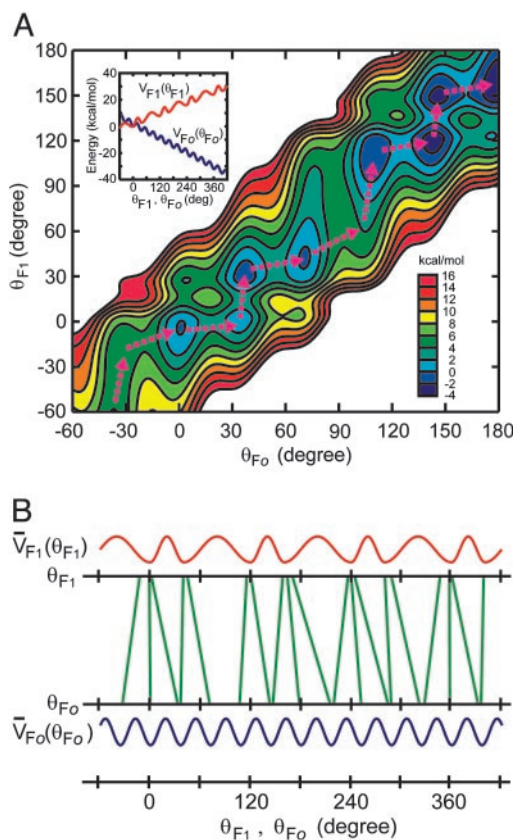 A
θF1 (degree)
180
150
120
90
60
30
0
-30
-60
Energy (kcal/mol)
40
20
0
-20
-40
VF1(θF1)
VFo(θFo)
0 120 240 360
θF1, θFo (deg)
kcal/mol
16
14
12
10
8
6
4
2
0
-2
-4
-60 -30 0 30 60 90 120 150 180
θFo (degree)
B
V̄F1(θF1)
θF1
θFo
V̄Fo(θFo)
0 120 240 360
θF1 , θFo (degree)